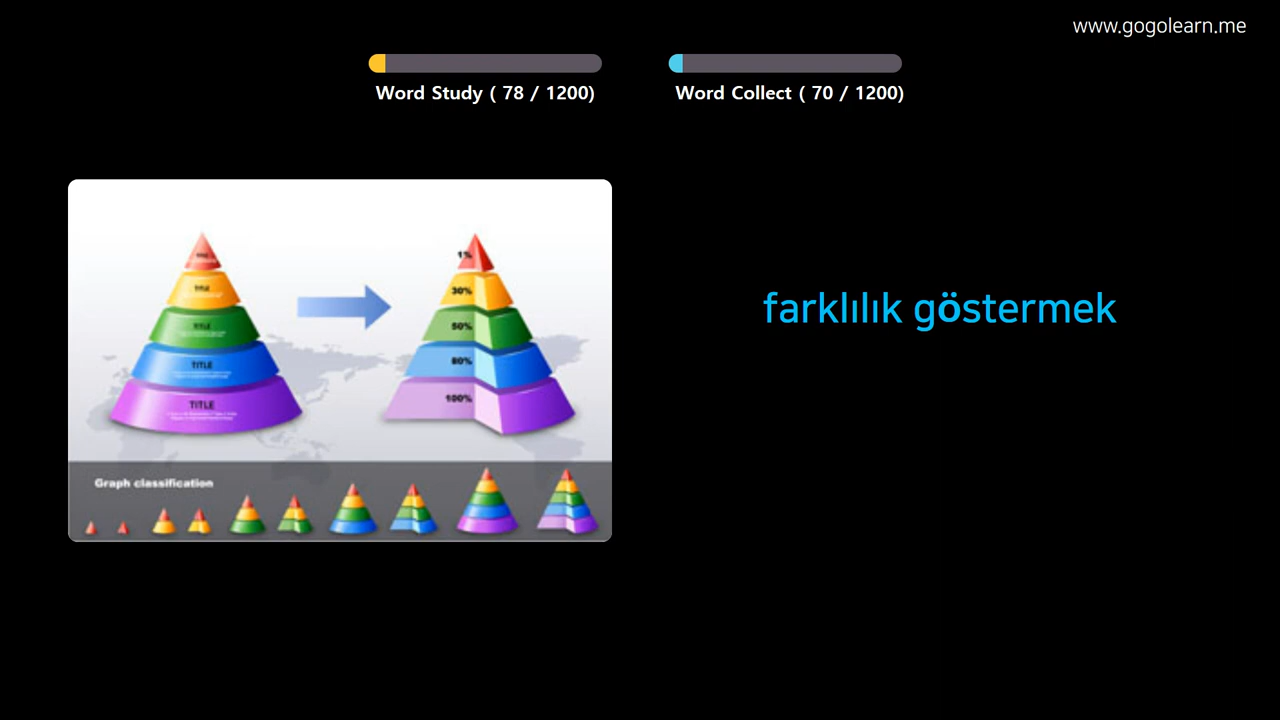 www.gogolearn.me
Word Study ( 78 / 1200)
Word Collect ( 70 / 1200)
farklılık göstermek
TITLE
TITLE
TITLE
TITLE
1%
30%
50%
80%
100%
Graph classification